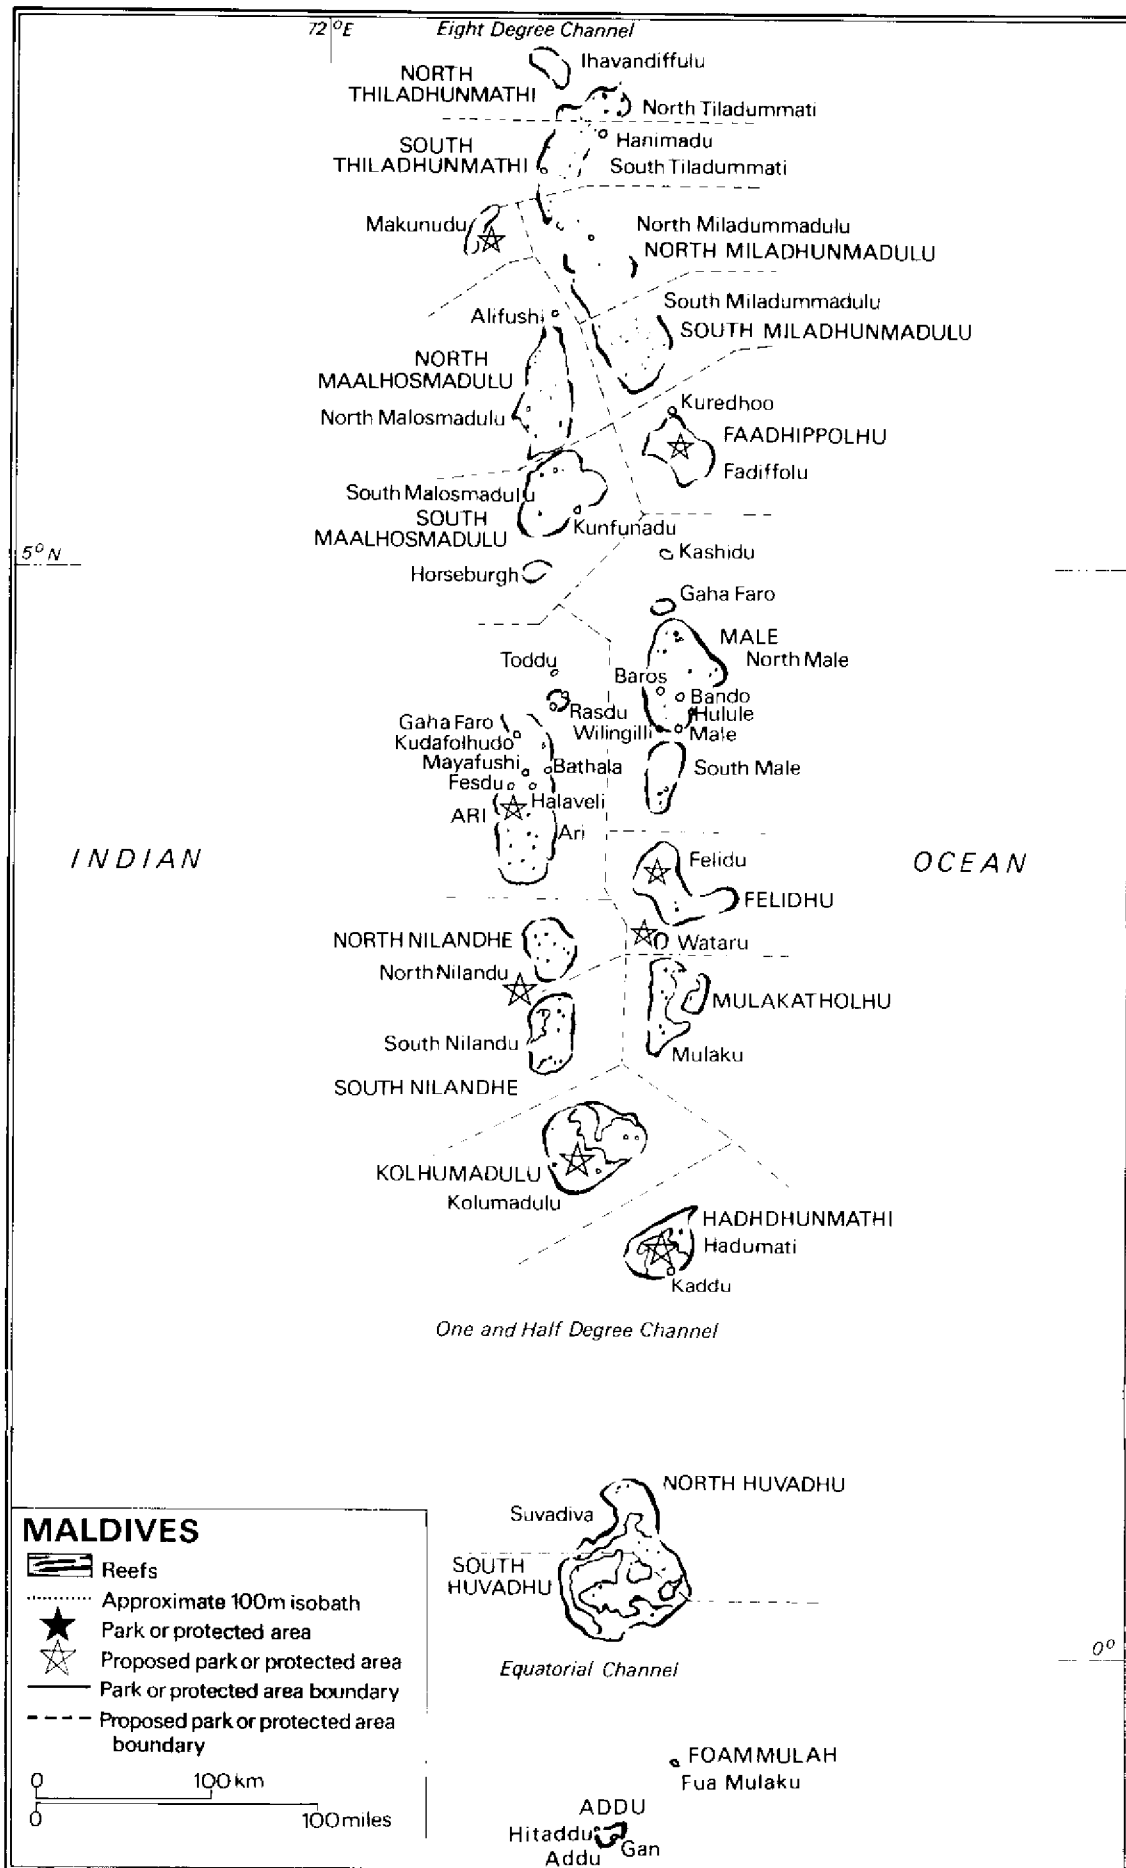 72°E
Eight Degree Channel
Ihavandiffulu
NORTH
THILADHUNMATHI
North Tiladummati
Hanimadu
SOUTH
THILADHUNMATHI
South Tiladummati
Makunudu
North Miladummadulu
NORTH MILADHUNMADULU
South Miladummadulu
Alifushi
SOUTH MILADHUNMADULU
NORTH
MAALHOSMADULU
Kuredhoo
North Malosmadulu
FAADHIPPOLHU
Fadiffolu
South Malosmadulu
SOUTH
MAALHOSMADULU
Kunfunadu
5°N
Kashidu
Horseburgh
Gaha Faro
MALE
North Male
Toddu
Baros
Bando
Rasdu
Hulule
Gaha Faro
Wilingilli
Male
Kudafolhudo
Mayafushi
Bathala
South Male
Fesdu
Halaveli
ARI
Ari
INDIAN
OCEAN
Felidu
FELIDHU
NORTH NILANDHE
Wataru
North Nilandu
MULAKATHOLHU
South Nilandu
Mulaku
SOUTH NILANDHE
KOLHUMADULU
Kolumadulu
HADHDHUNMATHI
Hadumati
Kaddu
One and Half Degree Channel
NORTH HUVADHU
Suvadiva
SOUTH
HUVADHU
0°
Equatorial Channel
FOAMMULAH
Fua Mulaku
ADDU
Hitaddu
Gan
Addu
MALDIVES
Reefs
Approximate 100m isobath
Park or protected area
Proposed park or protected area
Park or protected area boundary
Proposed park or protected area
boundary
0 100 km
0 100 miles